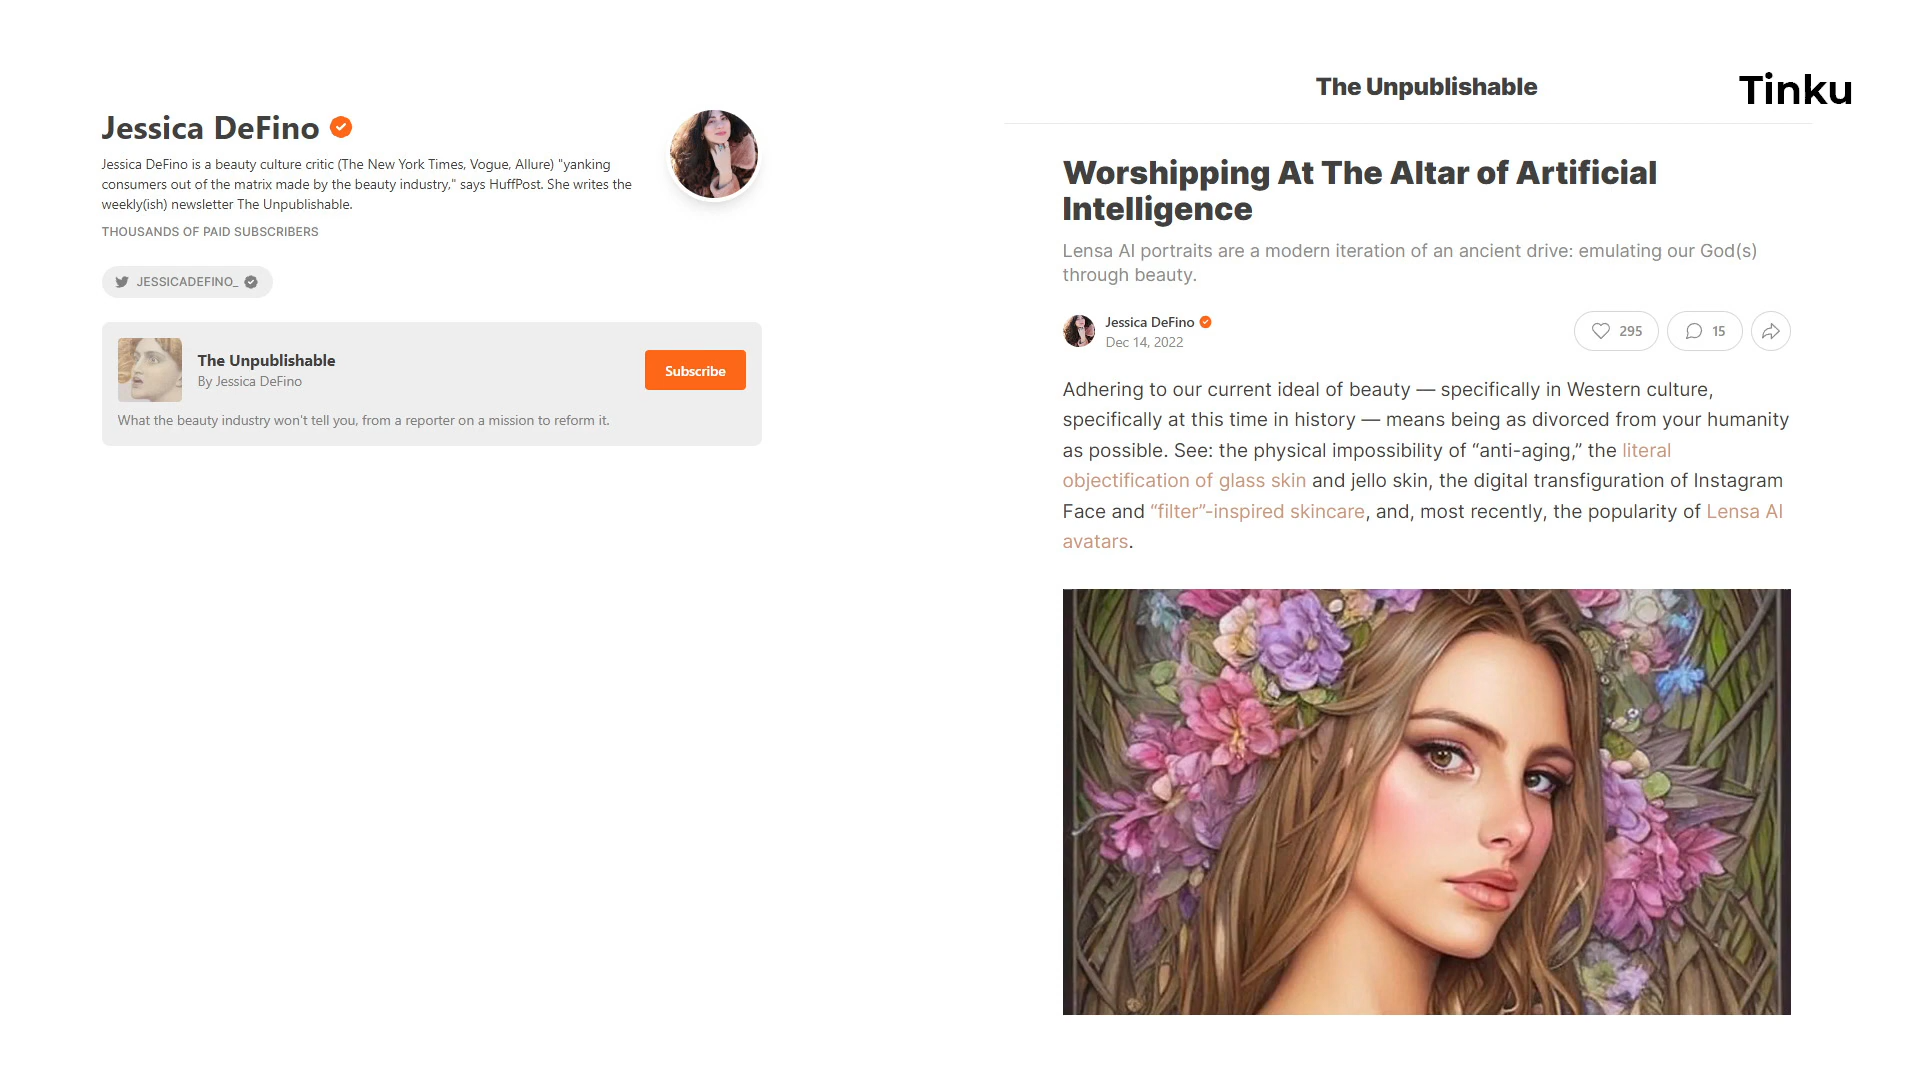 Jessica DeFino
Jessica DeFino is a beauty culture critic (The New York Times, Vogue, Allure) "yanking
consumers out of the matrix made by the beauty industry," says HuffPost. She writes the
weekly(ish) newsletter The Unpublishable.
THOUSANDS OF PAID SUBSCRIBERS
JESSICADEFINO_
The Unpublishable
By Jessica DeFino
Subscribe
What the beauty industry won't tell you, from a reporter on a mission to reform it.
The Unpublishable
Tinku
Worshipping At The Altar of Artificial
Intelligence
Lensa AI portraits are a modern iteration of an ancient drive: emulating our God(s)
through beauty.
Jessica DeFino
Dec 14, 2022
295
15
Adhering to our current ideal of beauty — specifically in Western culture,
specifically at this time in history — means being as divorced from your humanity
as possible. See: the physical impossibility of “anti-aging,” the literal
objectification of glass skin and jello skin, the digital transfiguration of Instagram
Face and “filter”-inspired skincare, and, most recently, the popularity of Lensa AI
avatars.